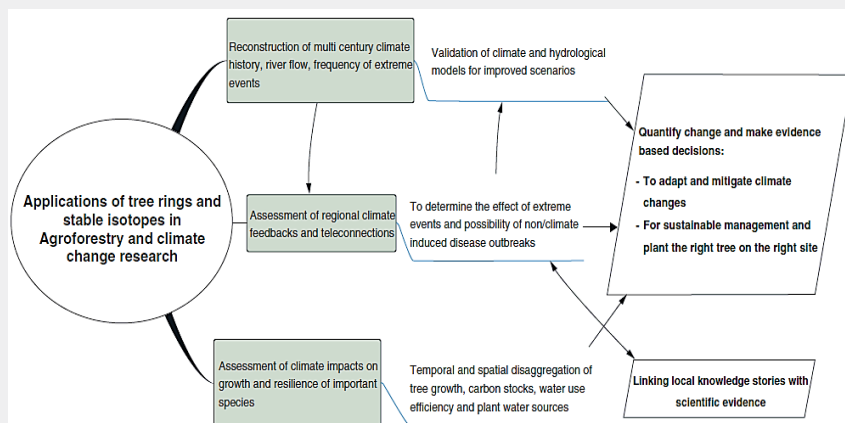 Applications of tree rings and
stable isotopes in
Agroforestry and climate
change research
Reconstruction of multi century climate
history, river flow, frequency of extreme
events
Validation of climate and hydrological
models for improved scenarios
Assessment of regional climate
feedbacks and teleconnections
To determine the effect of extreme
events and possibility of non/climate
induced disease outbreaks
Assessment of climate impacts on
growth and resilience of important
species
Temporal and spatial disaggregation of
tree growth, carbon stocks, water use
efficiency and plant water sources
Quantify change and make evidence
based decisions:
- To adapt and mitigate climate
changes
- For sustainable management and
plant the right tree on the right site
Linking local knowledge stories with
scientific evidence